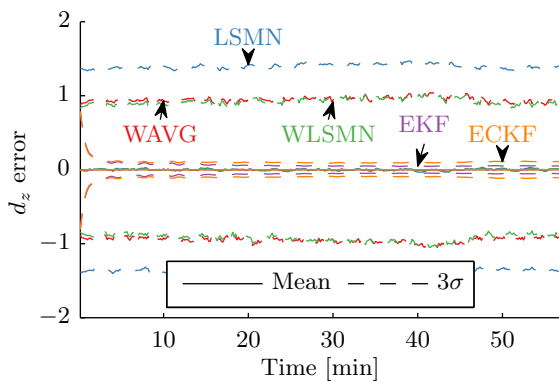 2
LSMN
1
WAVG
WLSMN
EKF
ECKF
0
−1
Mean
3σ
−2
10
20
30
40
50
Time [min]
d_z error